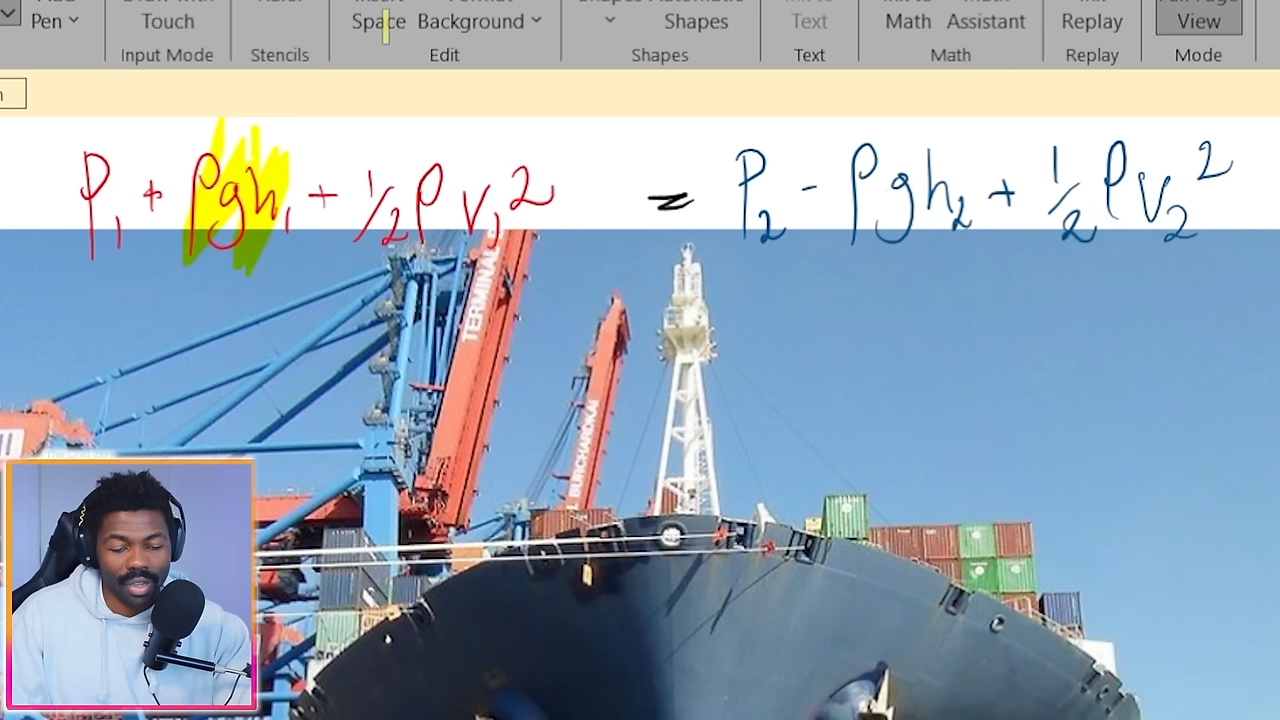 Pen
Touch
Space
Background
Shapes
Text
Math
Assistant
Replay
View
Input Mode
Stencils
Edit
Shapes
Text
Math
Replay
Mode
P₁ + ρgh₁ + ½ρv₁² = P₂ - ρgh₂ + ½ρv₂²
TERMINAL
BURCHARDKAI